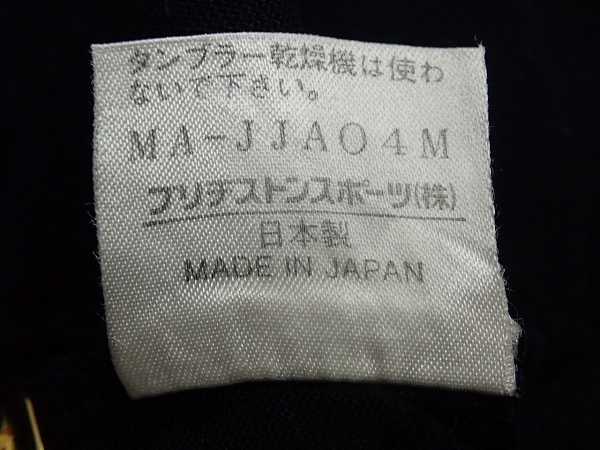 タンブラー乾燥機は使わ
ないで下さい。
MA-JJA04M
ブリヂストンスポーツ(株)
日本製
MADE IN JAPAN